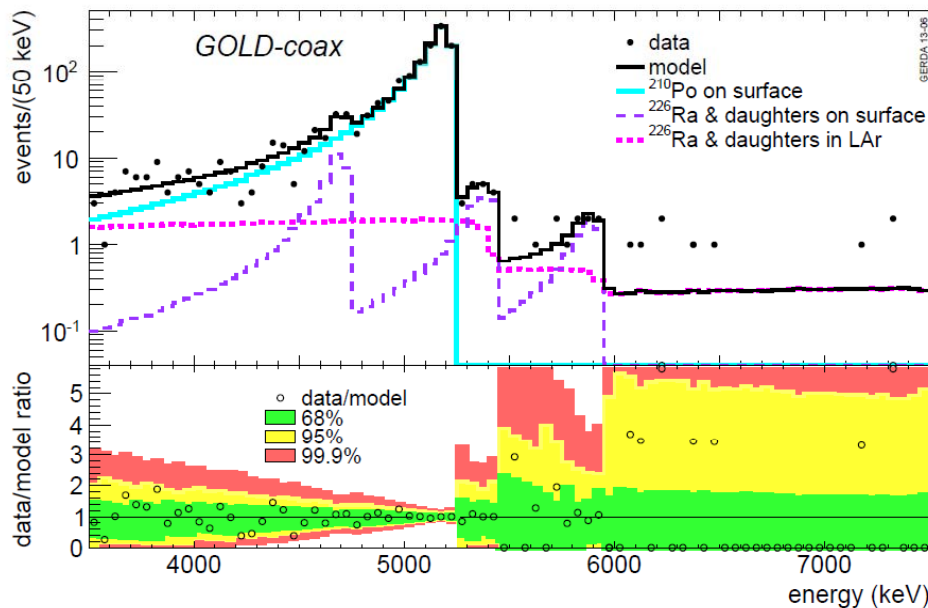 GOLD-coax
data
model
²¹⁰Po on surface
²²⁶Ra & daughters on surface
²²⁶Ra & daughters in LAr
GERDA 13-06
events/(50 keV)
10²
10
1
10⁻¹
data/model ratio
5
4
3
2
1
0
data/model
68%
95%
99.9%
4000 5000 6000 7000
energy (keV)